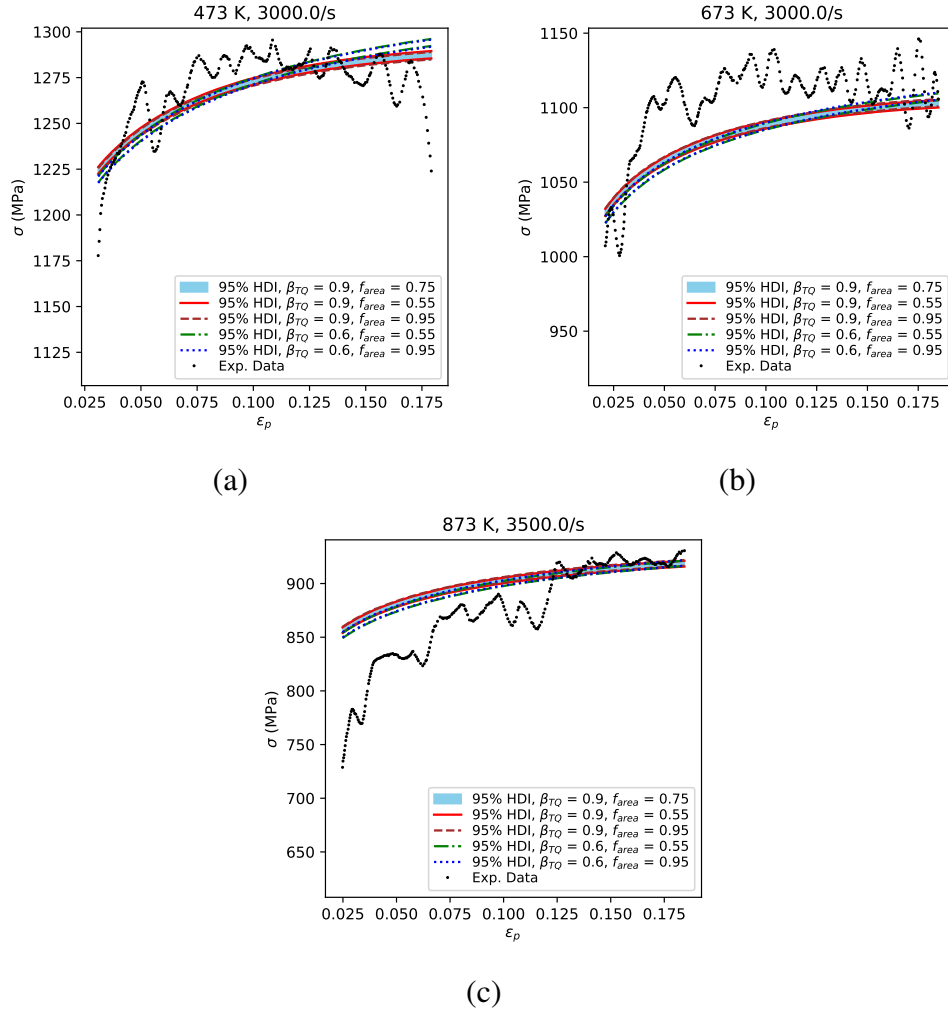 473 K, 3000.0/s
σ (MPa)
1300
1275
1250
1225
1200
1175
1150
1125
95% HDI, β_TQ = 0.9, f_area = 0.75
95% HDI, β_TQ = 0.9, f_area = 0.55
95% HDI, β_TQ = 0.9, f_area = 0.95
95% HDI, β_TQ = 0.6, f_area = 0.55
95% HDI, β_TQ = 0.6, f_area = 0.95
Exp. Data
0.025 0.050 0.075 0.100 0.125 0.150 0.175
ε_p
(a)
673 K, 3000.0/s
σ (MPa)
1150
1100
1050
1000
950
95% HDI, β_TQ = 0.9, f_area = 0.75
95% HDI, β_TQ = 0.9, f_area = 0.55
95% HDI, β_TQ = 0.9, f_area = 0.95
95% HDI, β_TQ = 0.6, f_area = 0.55
95% HDI, β_TQ = 0.6, f_area = 0.95
Exp. Data
0.025 0.050 0.075 0.100 0.125 0.150 0.175
ε_p
(b)
873 K, 3500.0/s
σ (MPa)
900
850
800
750
700
650
95% HDI, β_TQ = 0.9, f_area = 0.75
95% HDI, β_TQ = 0.9, f_area = 0.55
95% HDI, β_TQ = 0.9, f_area = 0.95
95% HDI, β_TQ = 0.6, f_area = 0.55
95% HDI, β_TQ = 0.6, f_area = 0.95
Exp. Data
0.025 0.050 0.075 0.100 0.125 0.150 0.175
ε_p
(c)